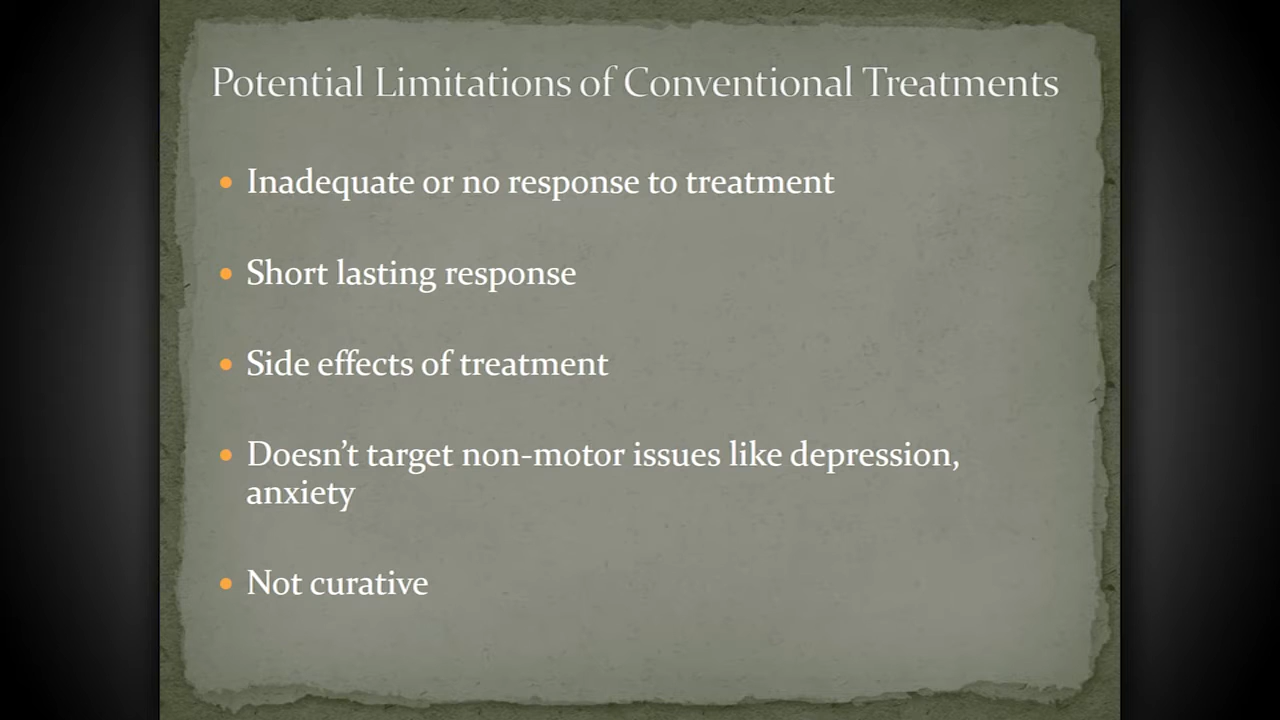 Potential Limitations of Conventional Treatments
• Inadequate or no response to treatment
• Short lasting response
• Side effects of treatment
• Doesn’t target non-motor issues like depression,
anxiety
• Not curative